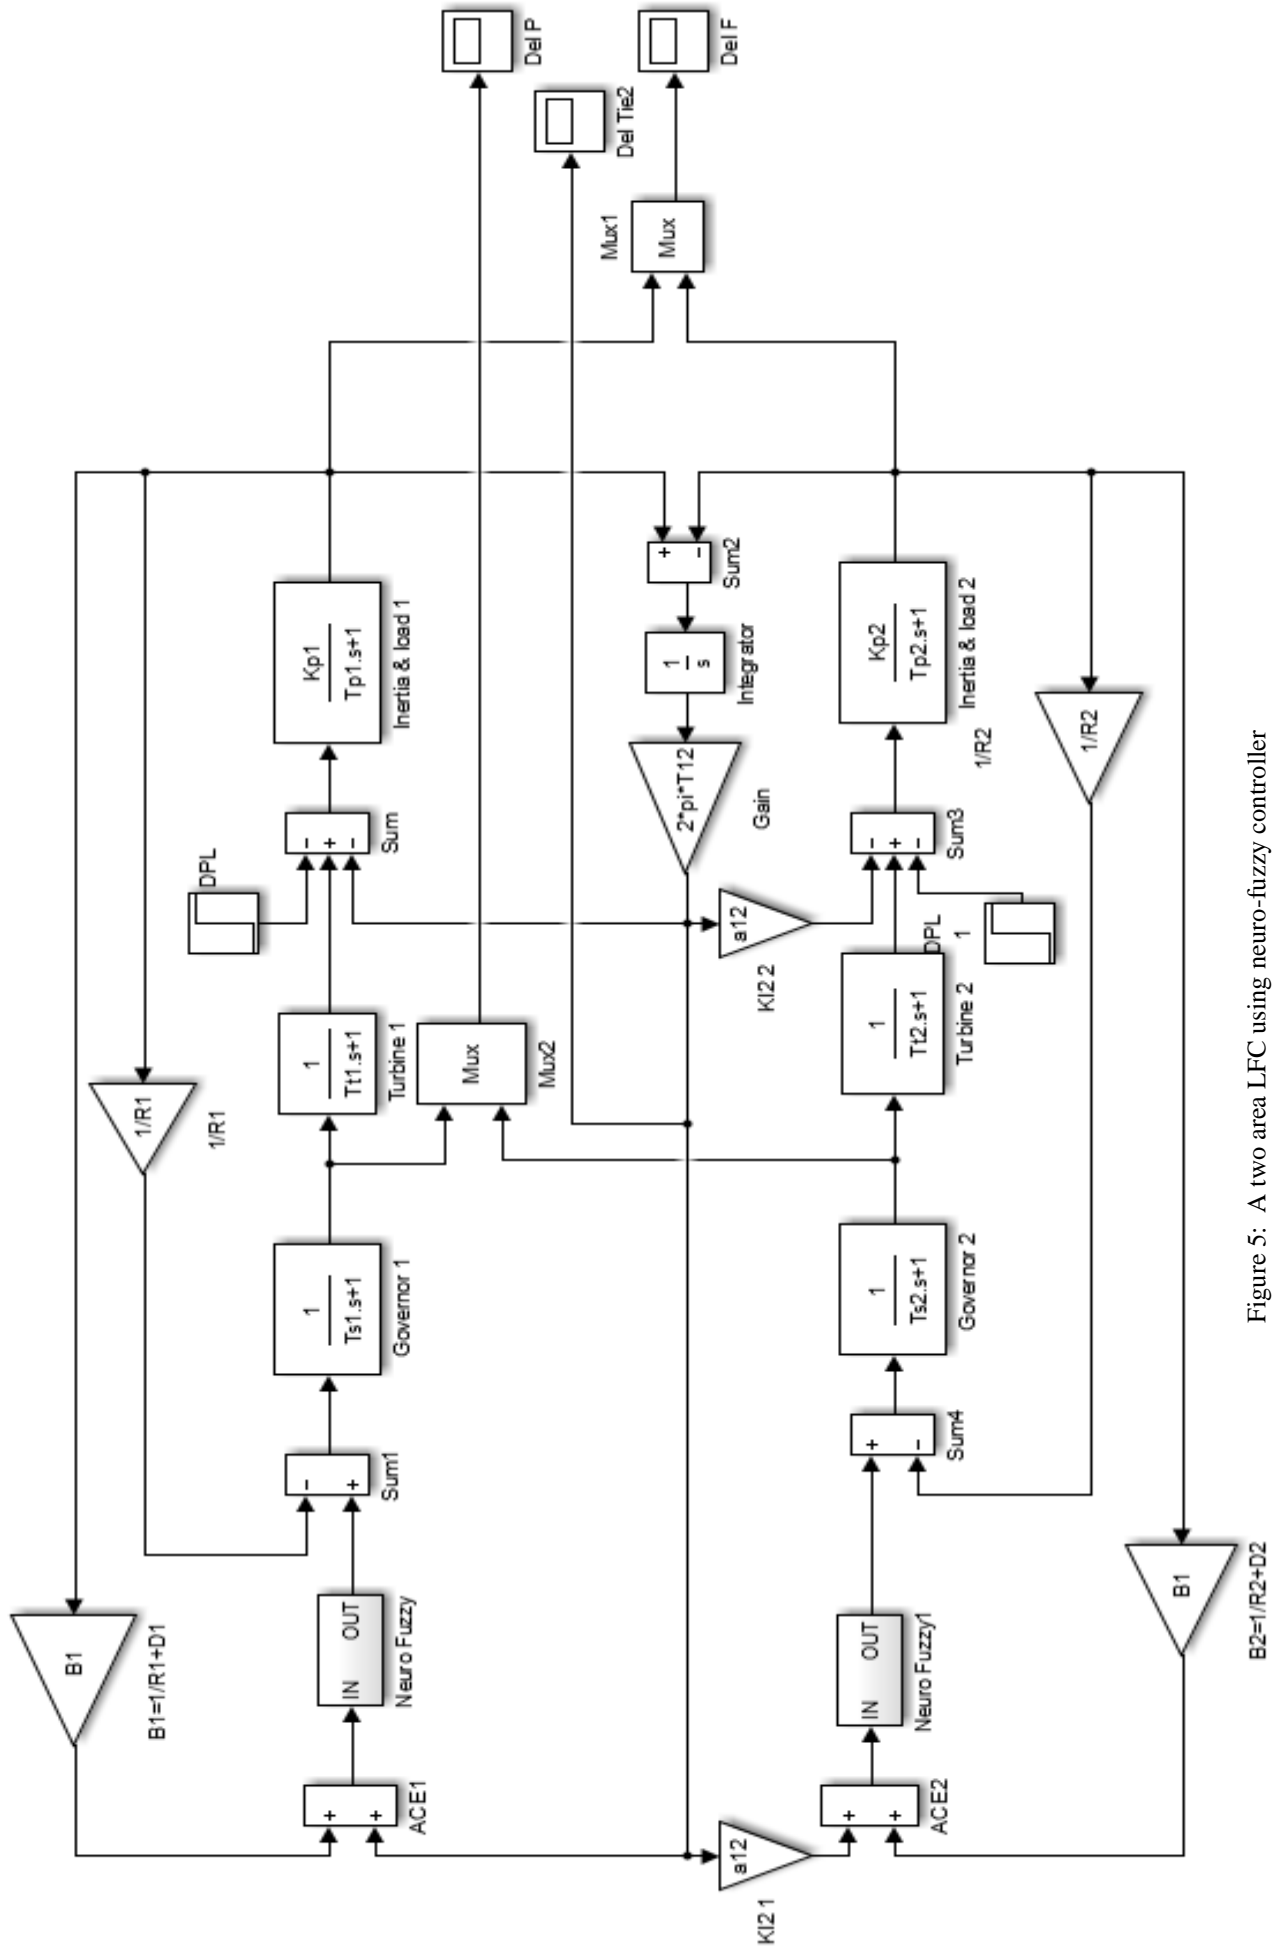 B1
B1=1/R1+D1
1/R1
1/R1
DPL
+
+
ACE1
IN OUT
Neuro Fuzzy
-
+
Sum1
1
Ts1.s+1
Governor 1
1
Tt1.s+1
Turbine 1
-
+
-
Sum
Kp1
Tp1.s+1
Inertia & load 1
Mux
Mux2
Del P
Del Tie2
Mux1
Mux
Del F
+
-
Sum2
1
s
Integrator
2*pi*T12
Gain
a12
KI2 1
a12
KI2 2
+
+
ACE2
IN OUT
Neuro Fuzzy1
+
-
Sum4
1
Ts2.s+1
Governor 2
1
Tt2.s+1
Turbine 2
DPL
1
-
+
-
Sum3
Kp2
Tp2.s+1
Inertia & load 2
1/R2
1/R2
B1
B2=1/R2+D2
Figure 5: A two area LFC using neuro-fuzzy controller